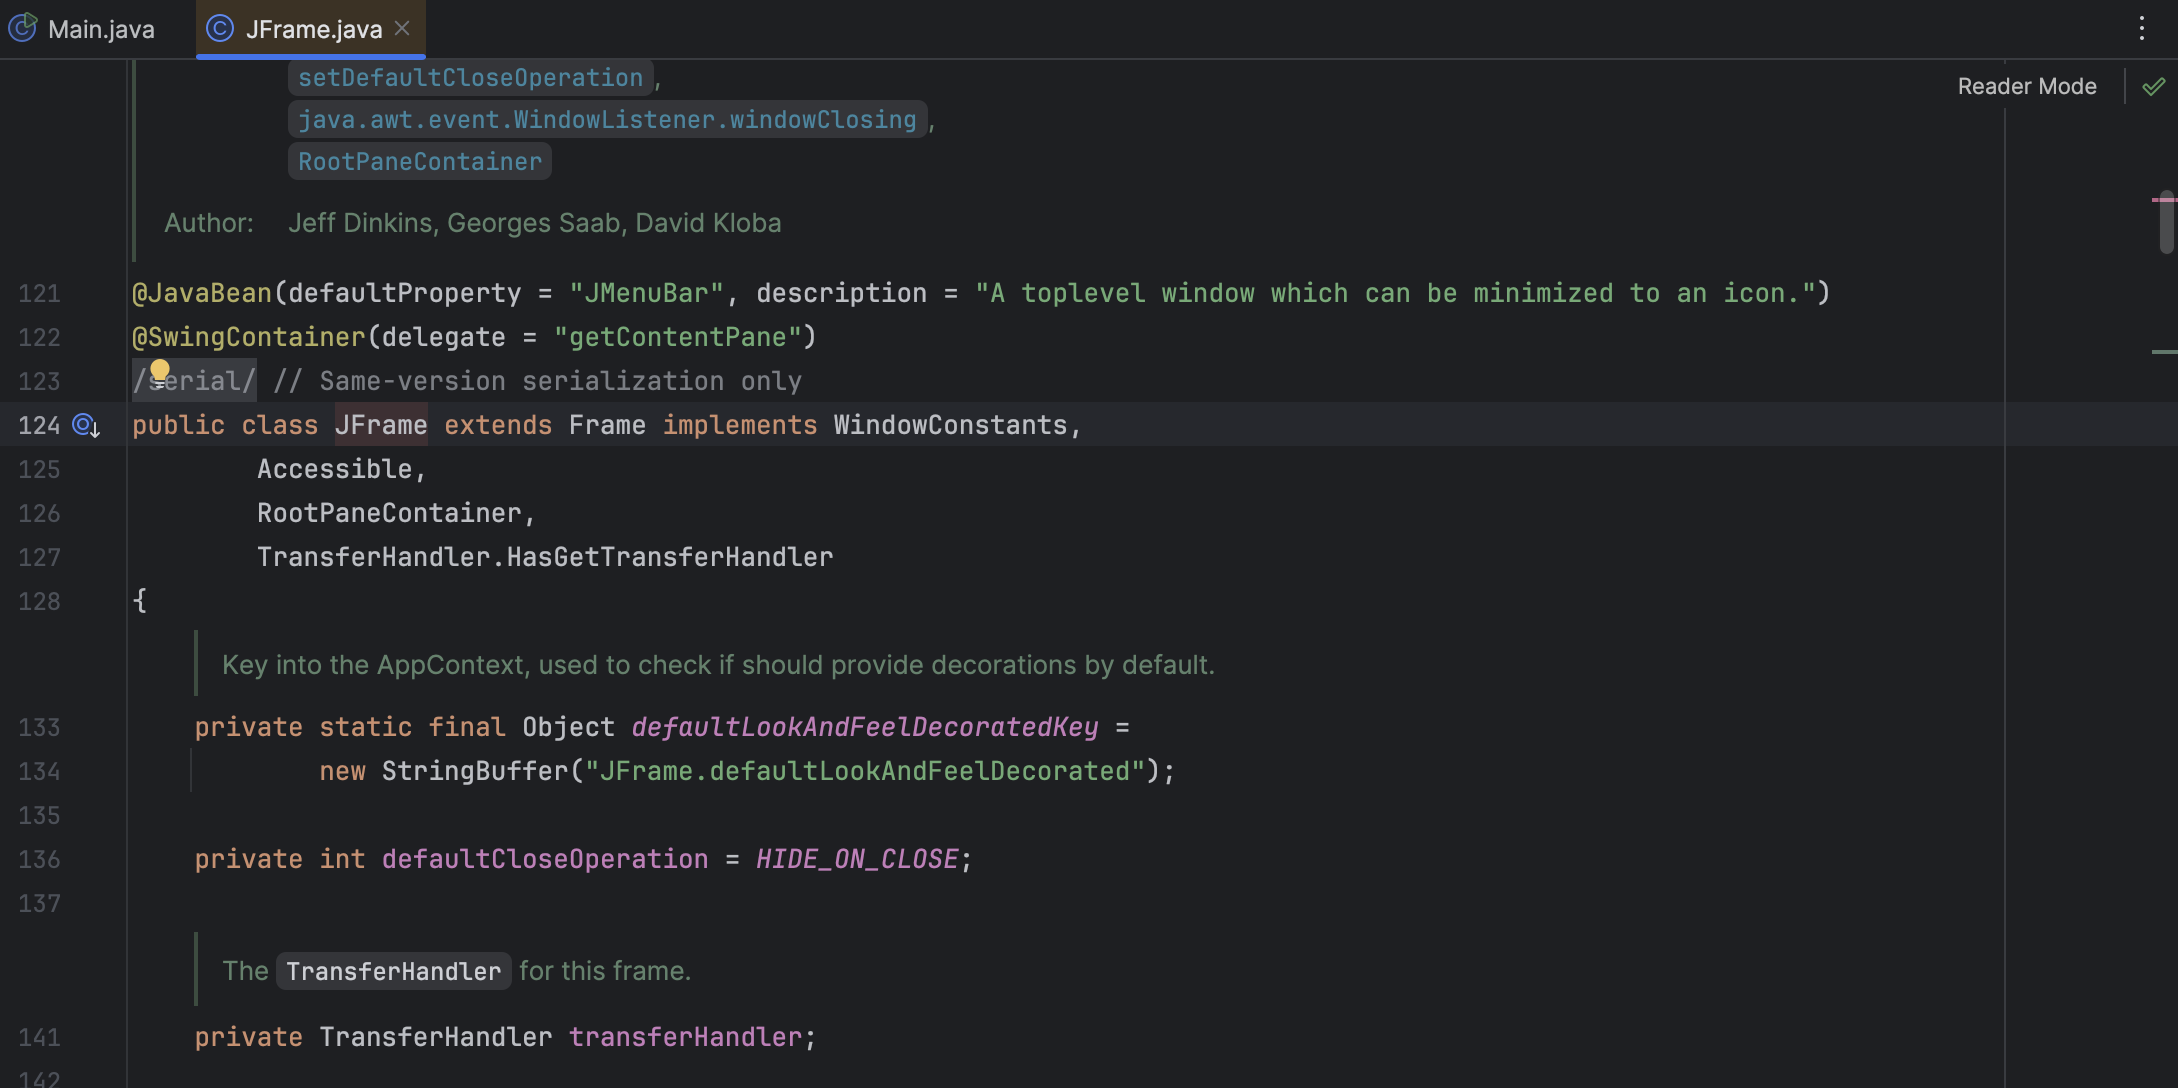 Main.java JFrame.java
setDefaultCloseOperation,
Reader Mode
java.awt.event.WindowListener.windowClosing,
RootPaneContainer
Author: Jeff Dinkins, Georges Saab, David Kloba
121 @JavaBean(defaultProperty = "JMenuBar", description = "A toplevel window which can be minimized to an icon.")
122 @SwingContainer(delegate = "getContentPane")
123 /serial/ // Same-version serialization only
124 public class JFrame extends Frame implements WindowConstants,
125 Accessible,
126 RootPaneContainer,
127 TransferHandler.HasGetTransferHandler
128 {
Key into the AppContext, used to check if should provide decorations by default.
133 private static final Object defaultLookAndFeelDecoratedKey =
134 new StringBuffer("JFrame.defaultLookAndFeelDecorated");
135
136 private int defaultCloseOperation = HIDE_ON_CLOSE;
137
The TransferHandler for this frame.
141 private TransferHandler transferHandler;
142